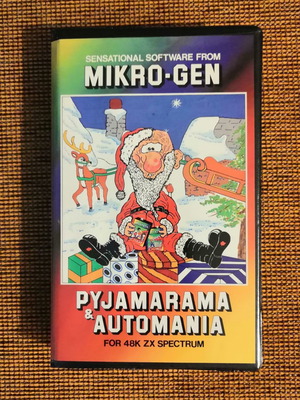 SENSATIONAL SOFTWARE FROM
MIKRO-GEN
PYJAMARAMA
& AUTOMANIA
FOR 48K ZX SPECTRUM